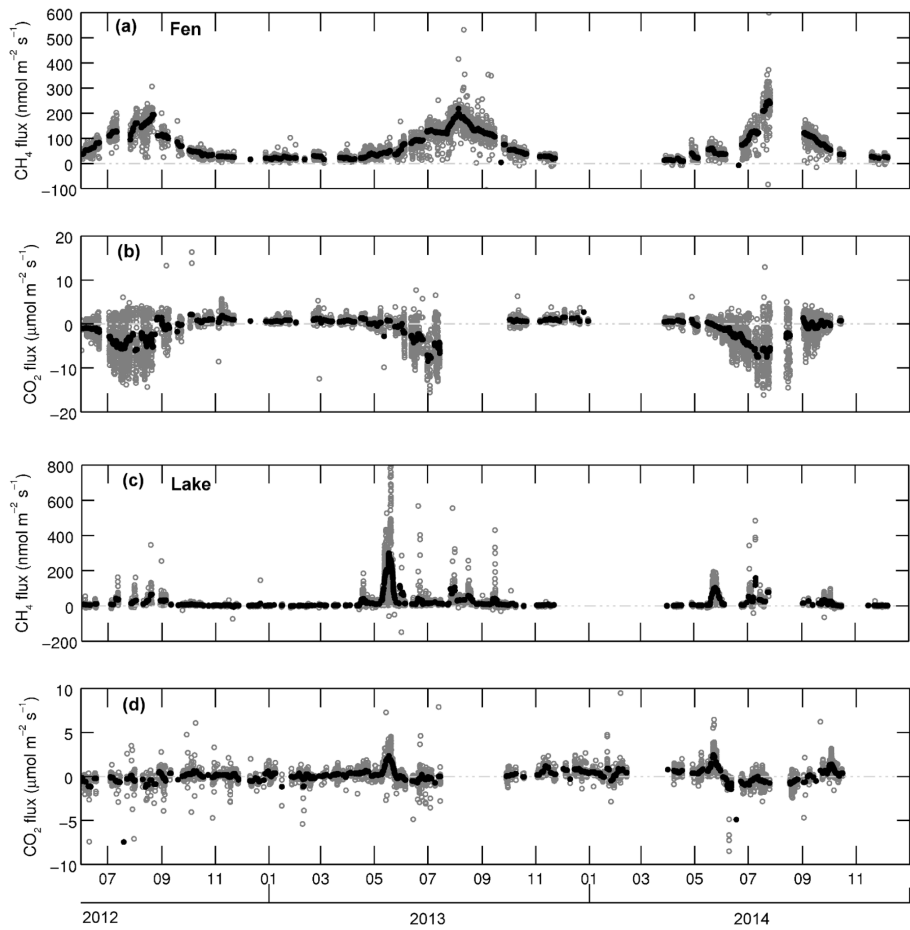 (a) Fen
CH4 flux (nmol m−2 s−1)
600
500
400
300
200
100
0
−100
(b)
CO2 flux (µmol m−2 s−1)
20
10
0
−10
−20
(c) Lake
CH4 flux (nmol m−2 s−1)
800
600
400
200
0
−200
(d)
CO2 flux (µmol m−2 s−1)
10
5
0
−5
−10
07 09 11 01 03 05 07 09 11 01 03 05 07 09 11
2012 2013 2014